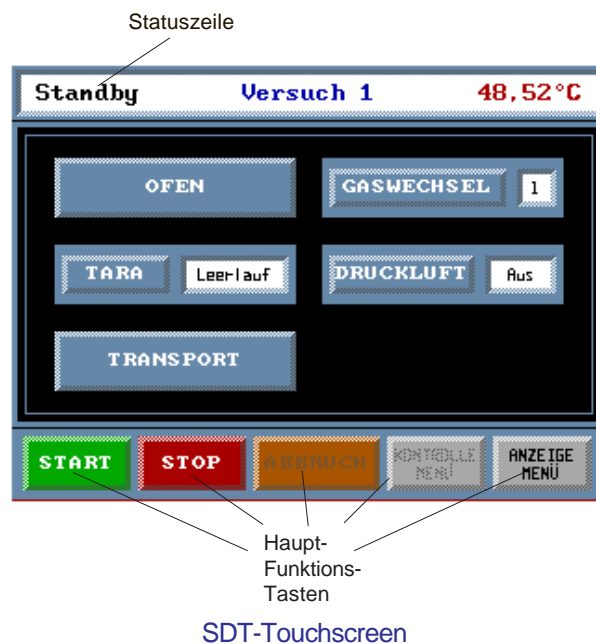 Statuszeile
Standby Versuch 1 48,52°C
OFEN GASWECHSEL 1
TARA Leerlauf DRUCKLUFT Aus
TRANSPORT
START STOP ABBRUCH KONTROLLE MENÜ ANZEIGE MENÜ
Haupt-
Funktions-
Tasten
SDT-Touchscreen